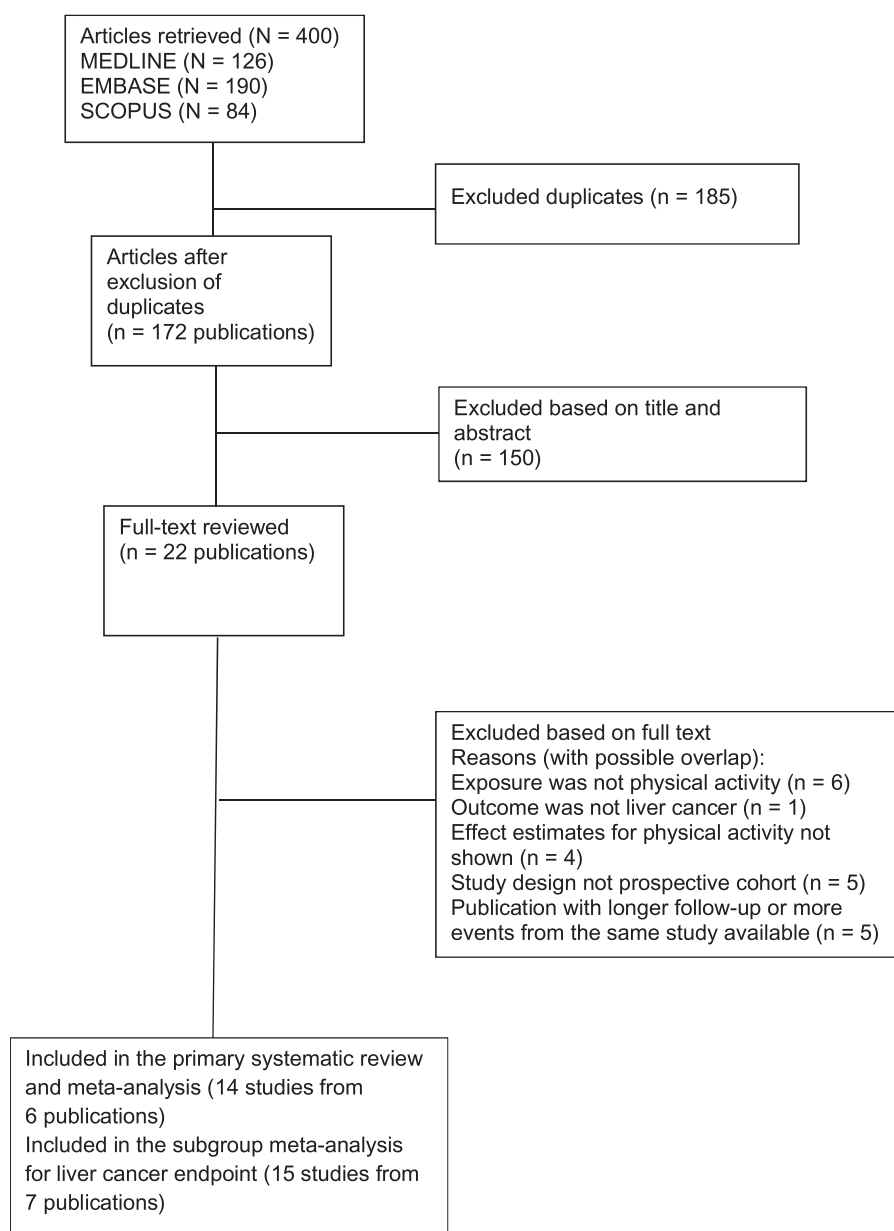 Articles retrieved (N = 400)
MEDLINE (N = 126)
EMBASE (N = 190)
SCOPUS (N = 84)
Excluded duplicates (n = 185)
Articles after
exclusion of
duplicates
(n = 172 publications)
Excluded based on title and
abstract
(n = 150)
Full-text reviewed
(n = 22 publications)
Excluded based on full text
Reasons (with possible overlap):
Exposure was not physical activity (n = 6)
Outcome was not liver cancer (n = 1)
Effect estimates for physical activity not
shown (n = 4)
Study design not prospective cohort (n = 5)
Publication with longer follow-up or more
events from the same study available (n = 5)
Included in the primary systematic review
and meta-analysis (14 studies from
6 publications)
Included in the subgroup meta-analysis
for liver cancer endpoint (15 studies from
7 publications)